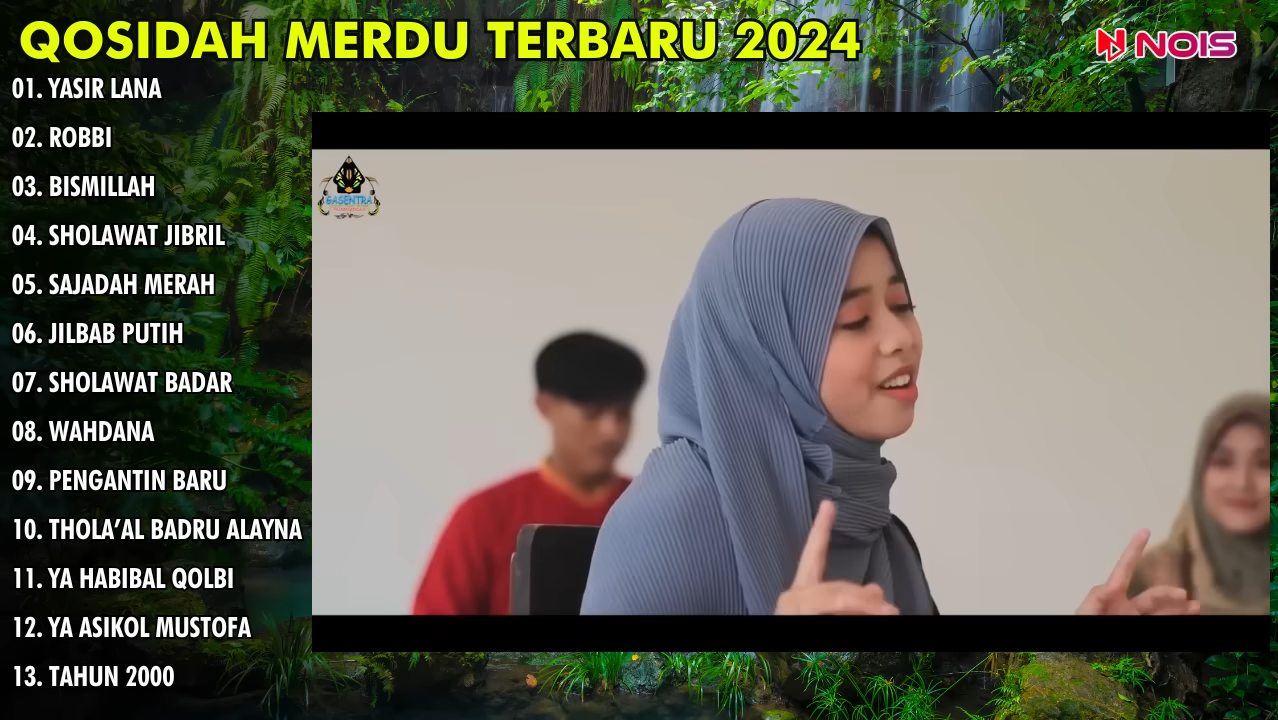 QOSIDAH MERDU TERBARU 2024
NOIS
01. YASIR LANA
02. ROBBI
03. BISMILLAH
04. SHOLAWAT JIBRIL
05. SAJADAH MERAH
06. JILBAB PUTIH
07. SHOLAWAT BADAR
08. WAHDANA
09. PENGANTIN BARU
10. THOLA’AL BADRU ALAYNA
11. YA HABIBAL QOLBI
12. YA ASIKOL MUSTOFA
13. TAHUN 2000
GASENTRA